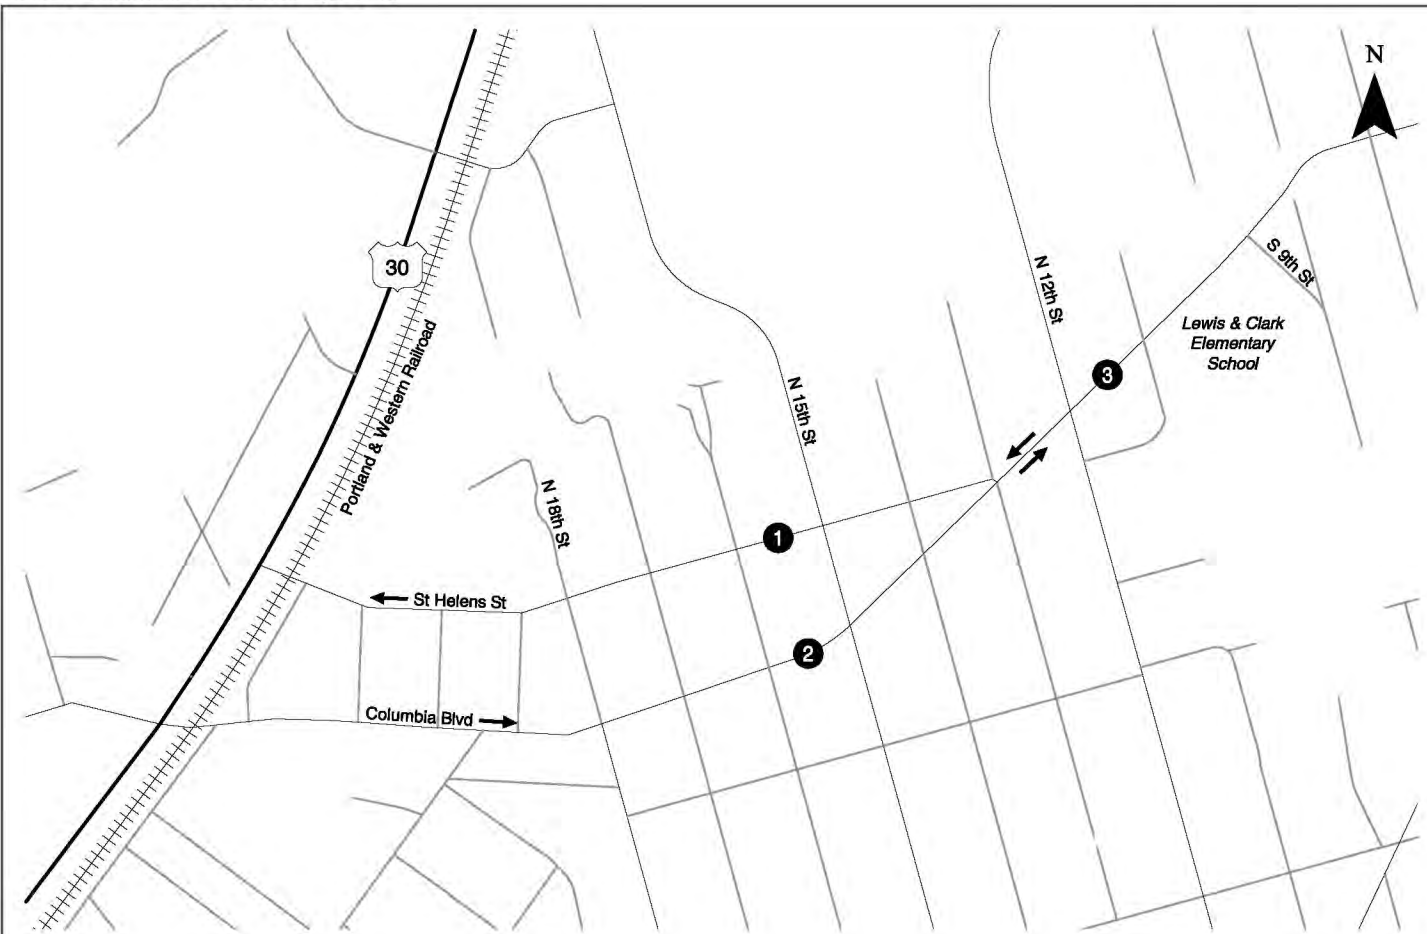 N
30
N 12th St
S 9th St
Lewis & Clark
Elementary
School
Portland & Western Railroad
3
N 15th St
N 18th St
1
St Helens St
2
Columbia Blvd